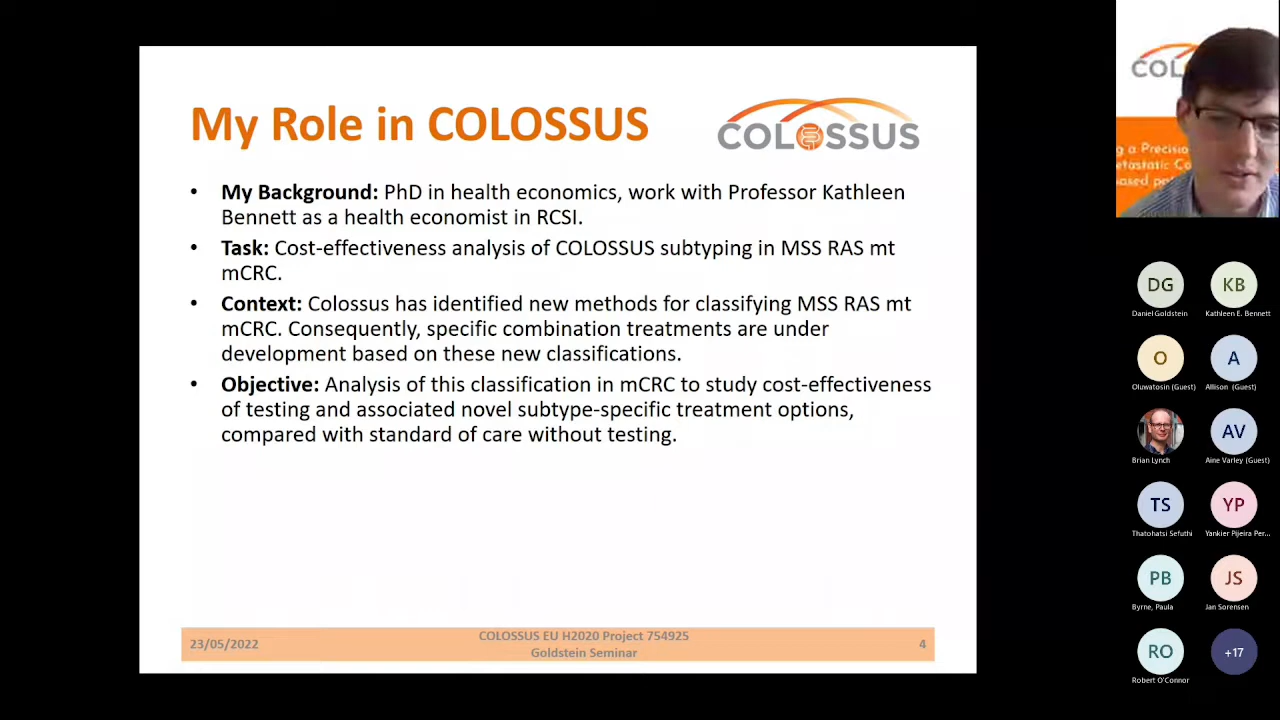 My Role in COLOSSUS
COLOSSUS
• My Background: PhD in health economics, work with Professor Kathleen
Bennett as a health economist in RCSI.
• Task: Cost-effectiveness analysis of COLOSSUS subtyping in MSS RAS mt
mCRC.
• Context: Colossus has identified new methods for classifying MSS RAS mt
mCRC. Consequently, specific combination treatments are under
development based on these new classifications.
• Objective: Analysis of this classification in mCRC to study cost-effectiveness
of testing and associated novel subtype-specific treatment options,
compared with standard of care without testing.
23/05/2022
COLOSSUS EU H2020 Project 754925
Goldstein Seminar
4
COL
g a Precisio
etastatic Co
ased pa
DG
Daniel Goldstein
KB
Kathleen E. Bennett
O
Oluwatosin (Guest)
A
Allison (Guest)
Brian Lynch
AV
Aine Varley (Guest)
TS
Thatohatsi Sefuthi
YP
Yankier Pijeira Per...
PB
Byrne, Paula
JS
Jan Sorensen
RO
Robert O'Connor
+17